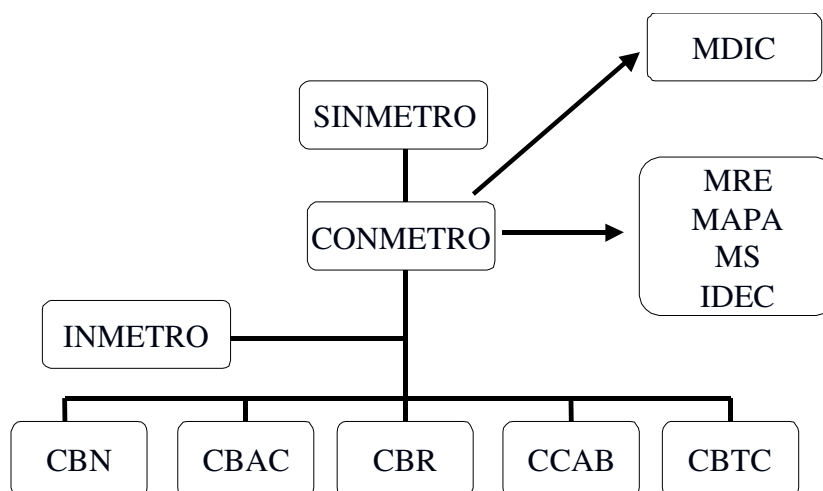 MDIC
SINMETRO
MRE
MAPA
MS
IDEC
CONMETRO
INMETRO
CBN
CBAC
CBR
CCAB
CBTC